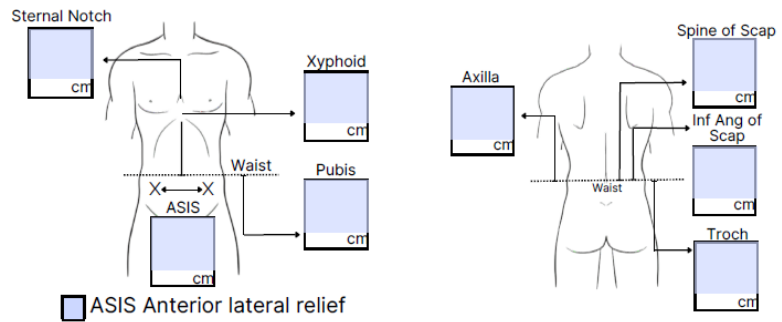 Sternal Notch
cm
Xyphoid
cm
Waist
X X
ASIS
cm
Pubis
cm
ASIS Anterior lateral relief
Spine of Scap
cm
Axilla
cm
Inf Ang of
Scap
cm
Waist
Troch
cm